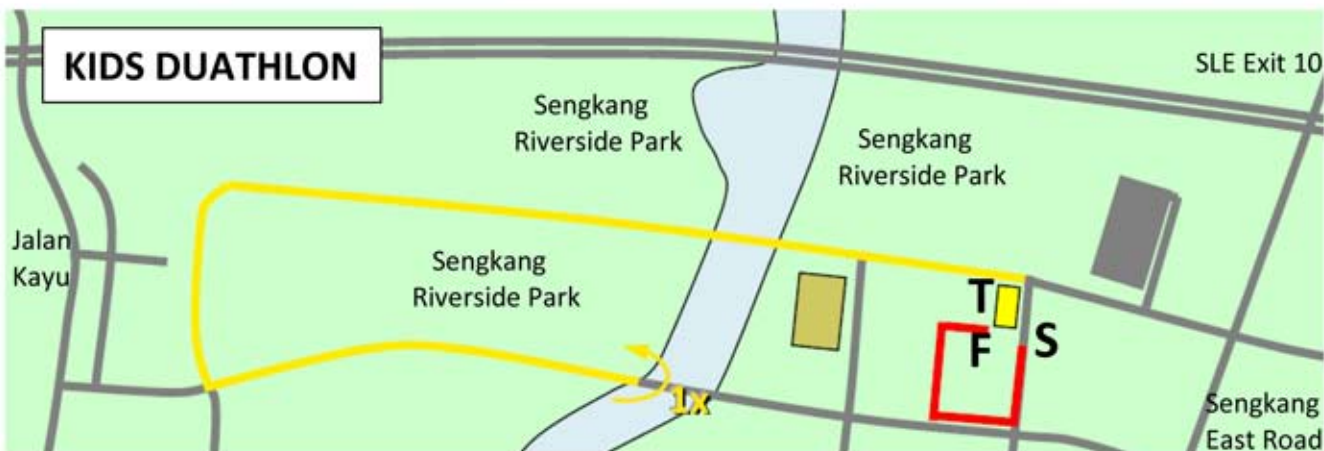 KIDS DUATHLON
SLE Exit 10
Sengkang
Riverside Park
Sengkang
Riverside Park
Jalan
Kayu
Sengkang
Riverside Park
T
F
S
1x
Sengkang
East Road